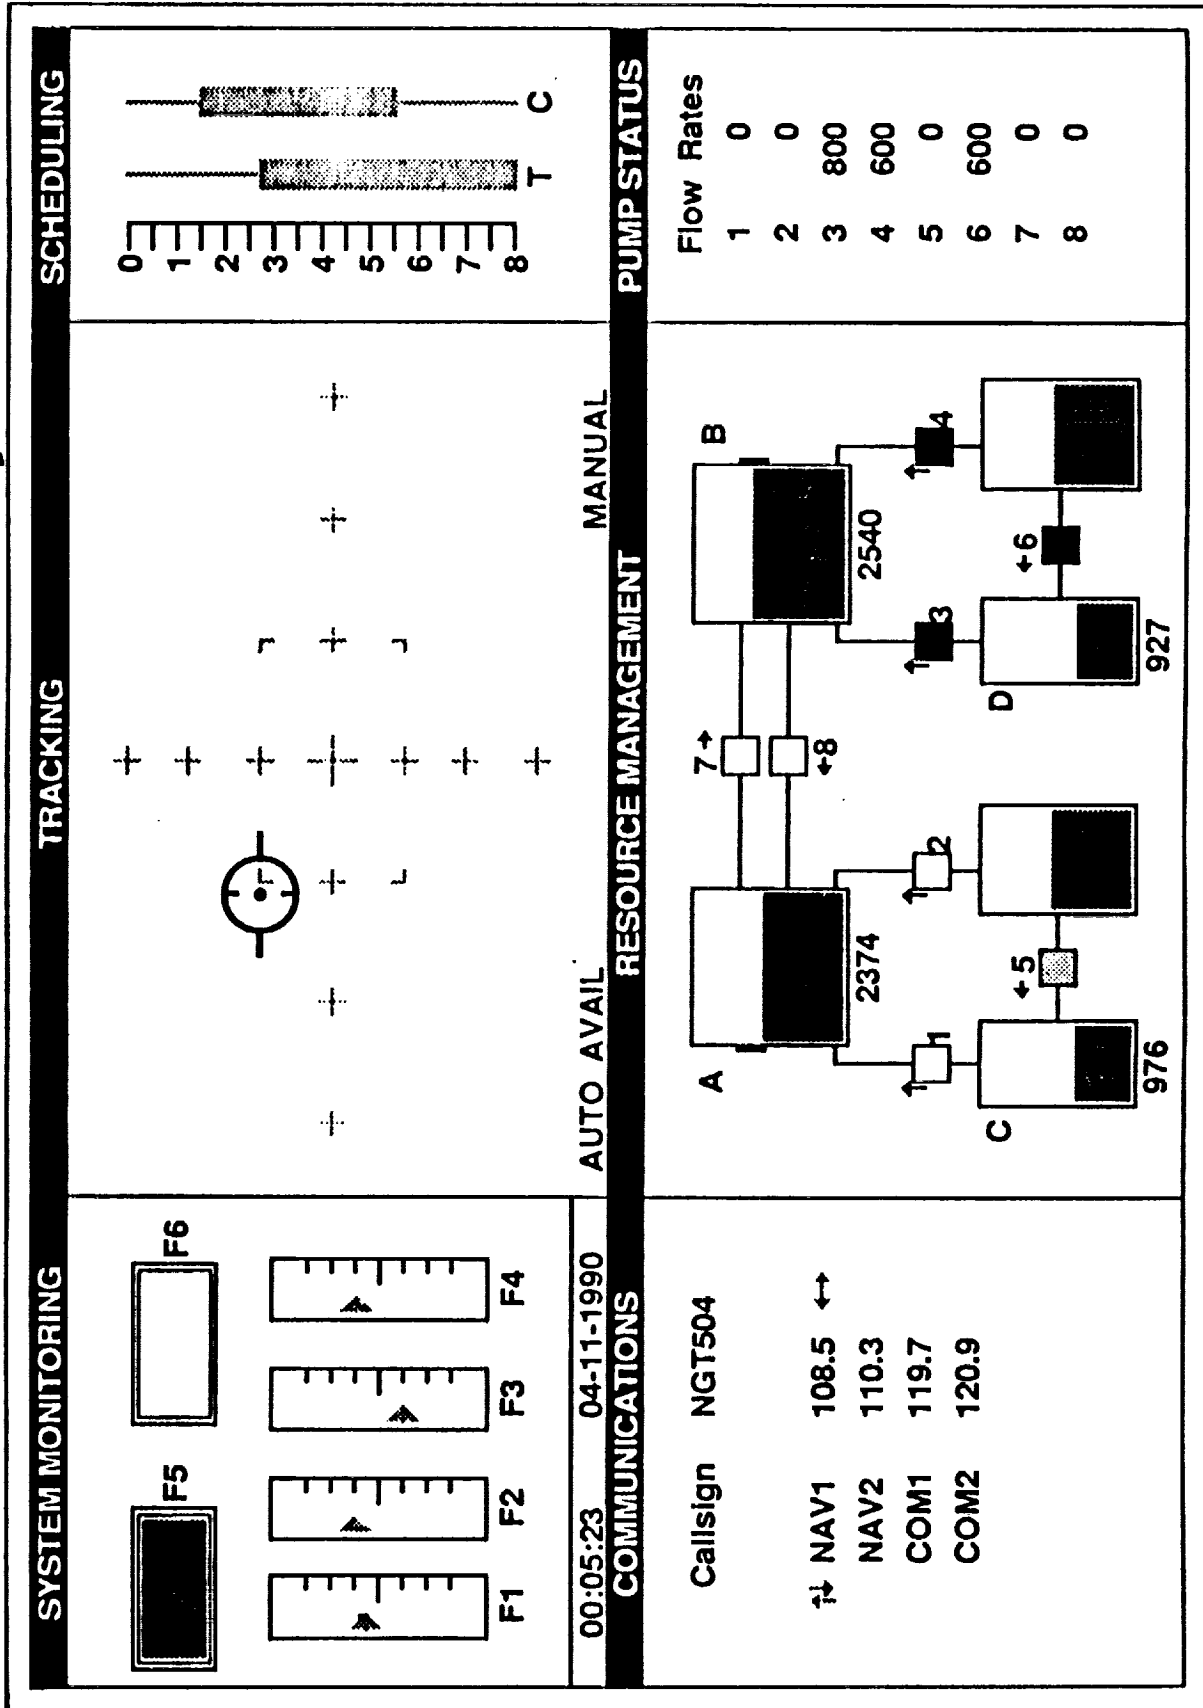 SYSTEM MONITORING
F5
F6
F1 F2 F3 F4
00:05:23 04-11-1990
TRACKING
AUTO AVAIL
MANUAL
SCHEDULING
0
1
2
3
4
5
6
7
8
T C
COMMUNICATIONS
Callsign NGT504
NAV1 108.5
NAV2 110.3
COM1 119.7
COM2 120.9
RESOURCE MANAGEMENT
A
B
7
8
2374
2540
1
2
3
4
C
5
D
6
976
927
PUMP STATUS
Flow Rates
1 0
2 0
3 800
4 600
5 0
6 600
7 0
8 0